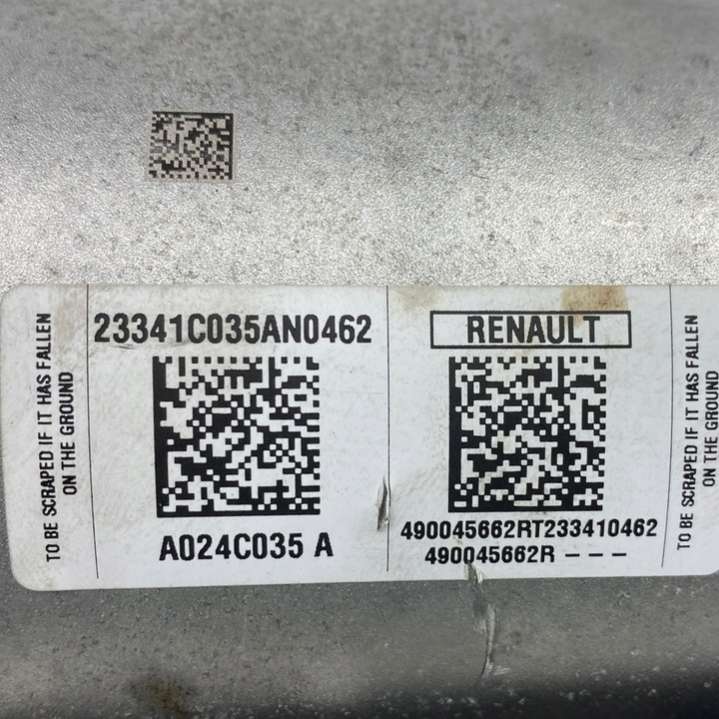 TO BE SCRAPED IF IT HAS FALLEN
ON THE GROUND
23341C035AN0462
A024C035 A
RENAULT
490045662RT233410462
490045662R ---
TO BE SCRAPED IF IT HAS FALLEN
ON THE GROUND